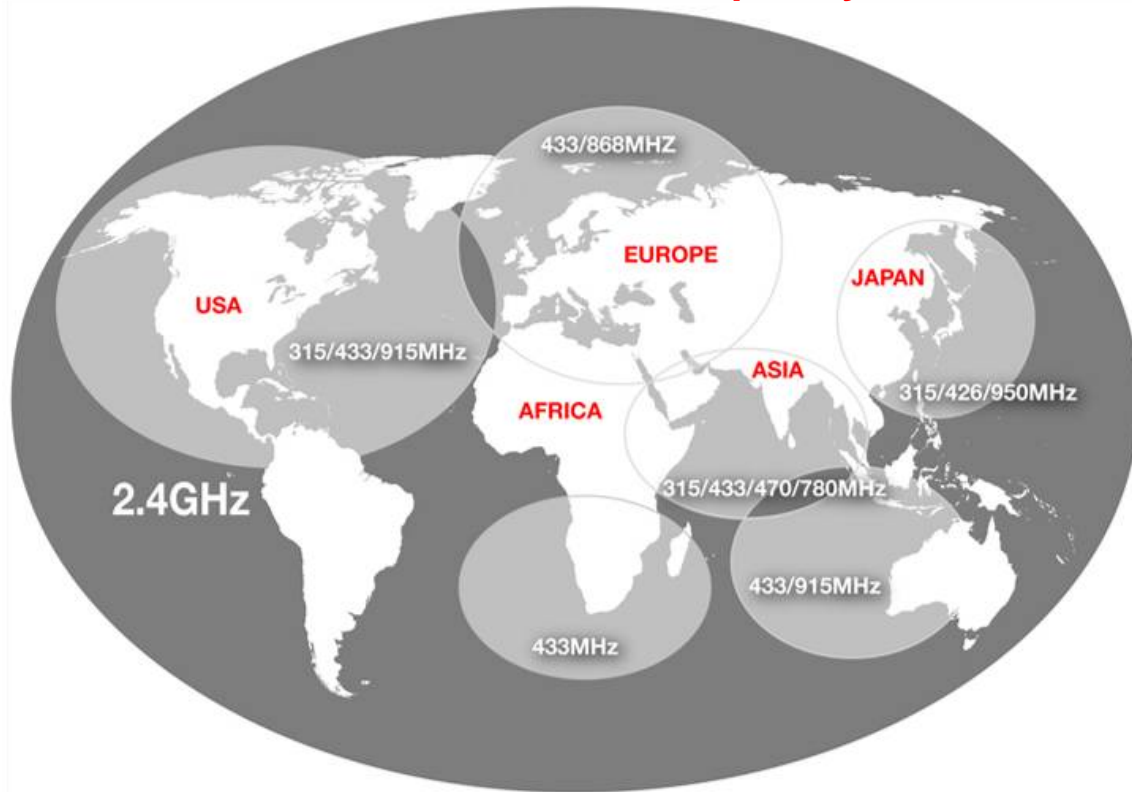 433/868MHZ
EUROPE
JAPAN
USA
315/433/915MHz
ASIA
315/426/950MHz
AFRICA
2.4GHz
315/433/470/780MHz
433/915MHz
433MHz